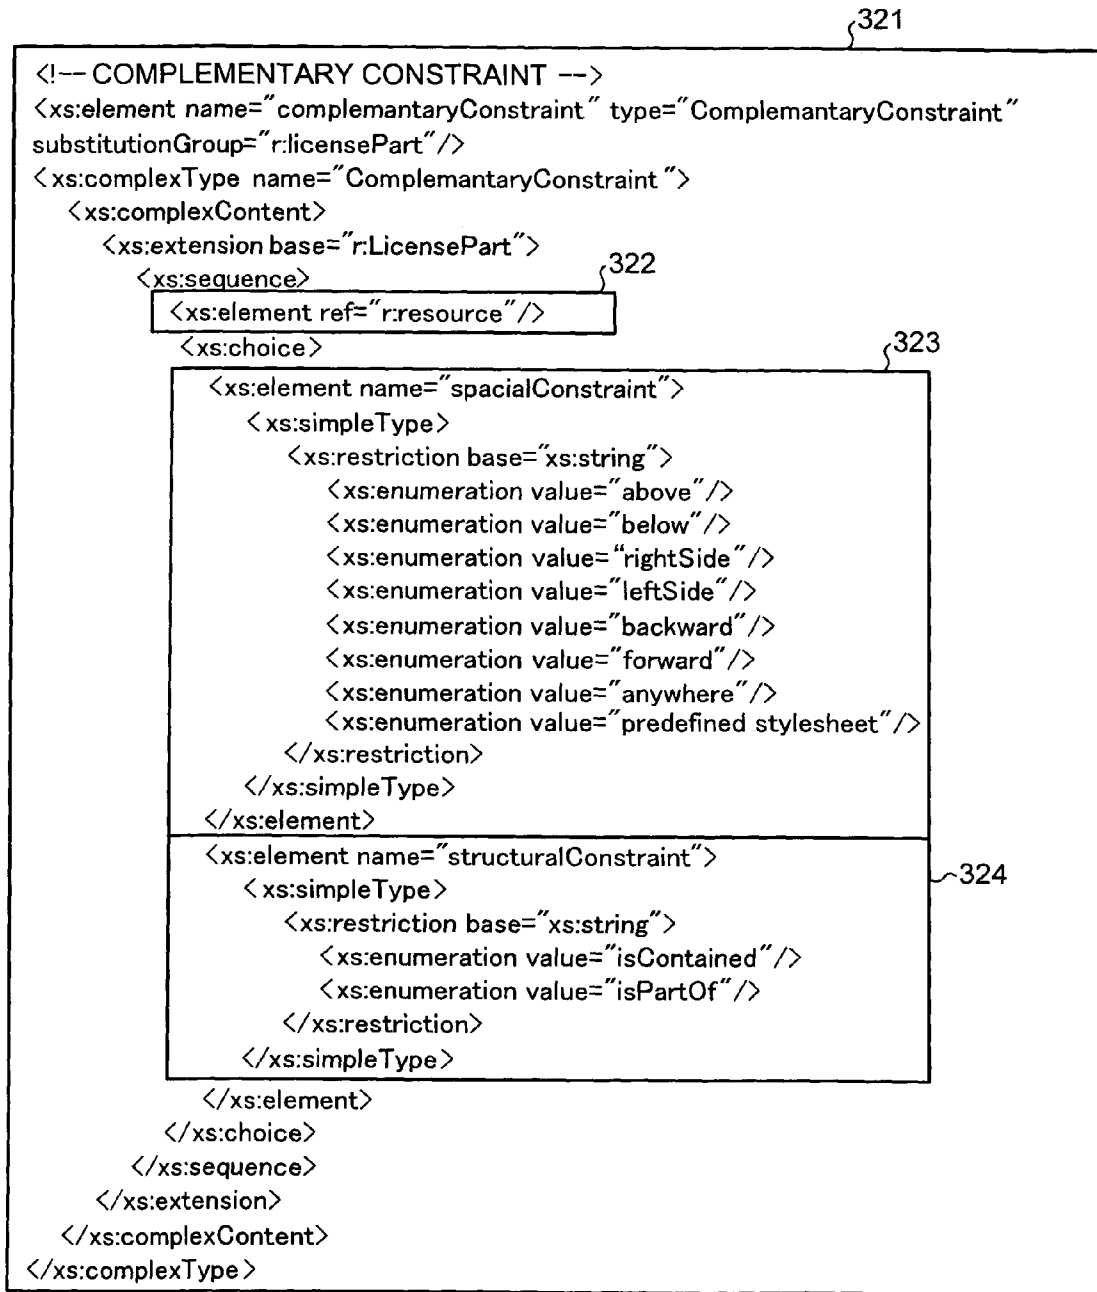 321
<!-- COMPLEMENTARY CONSTRAINT -->
<xs:element name="complemantaryConstraint" type="ComplemantaryConstraint"
substitutionGroup="r:licensePart"/>
<xs:complexType name="ComplemantaryConstraint">
<xs:complexContent>
<xs:extension base="r:LicensePart">
<xs:sequence>
322
<xs:element ref="r:resource"/>
<xs:choice>
323
<xs:element name="spacialConstraint">
<xs:simpleType>
<xs:restriction base="xs:string">
<xs:enumeration value="above"/>
<xs:enumeration value="below"/>
<xs:enumeration value="rightSide"/>
<xs:enumeration value="leftSide"/>
<xs:enumeration value="backward"/>
<xs:enumeration value="forward"/>
<xs:enumeration value="anywhere"/>
<xs:enumeration value="predefined stylesheet"/>
</xs:restriction>
</xs:simpleType>
</xs:element>
<xs:element name="structuralConstraint">
324
<xs:simpleType>
<xs:restriction base="xs:string">
<xs:enumeration value="isContained"/>
<xs:enumeration value="isPartOf"/>
</xs:restriction>
</xs:simpleType>
</xs:element>
</xs:choice>
</xs:sequence>
</xs:extension>
</xs:complexContent>
</xs:complexType>